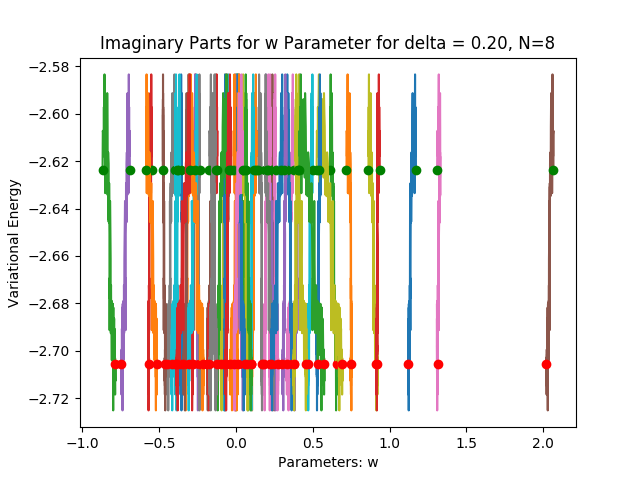 Imaginary Parts for w Parameter for delta = 0.20, N=8
−2.58
−2.60
−2.62
−2.64
−2.66
−2.68
−2.70
−2.72
Variational Energy
−1.0 −0.5 0.0 0.5 1.0 1.5 2.0
Parameters: w